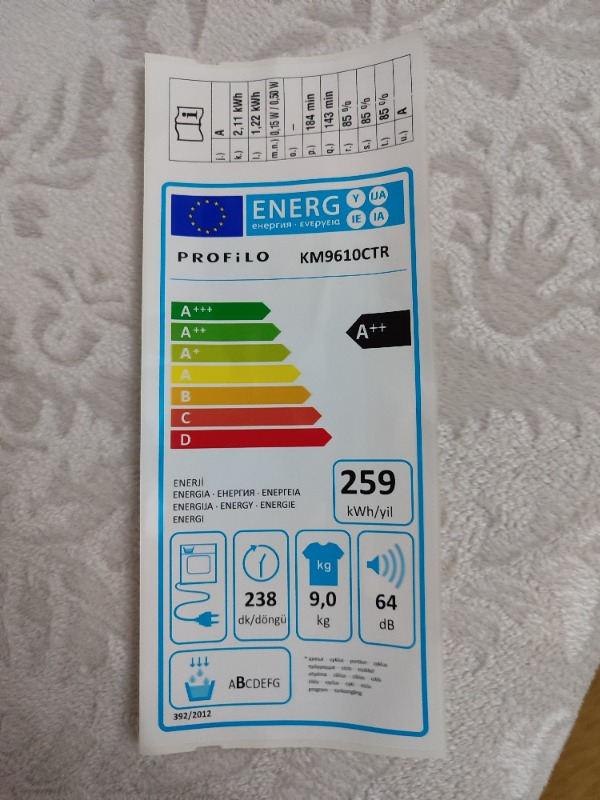 j.) A
k.) 2,11 kWh
l.) 1,22 kWh
m.n.) 0,15 W / 0,50 W
o.) –
p.) 184 min
q.) 143 min
r.) 85 %
s.) 85 %
t.) 85 %
u.) A
ENERG Y IJA IE IA
енергия · ενεργεια
PROFiLO KM9610CTR
A+++
A++
A++
A+
A
B
C
D
ENERJİ
ENERGIA · ЕНЕРГИЯ · ΕΝΕΡΓΕΙΑ
ENERGIJA · ENERGY · ENERGIE
ENERGI
259
kWh/yil
kg
238
dk/döngü
9,0
kg
64
dB
ABCDEFG
392/2012